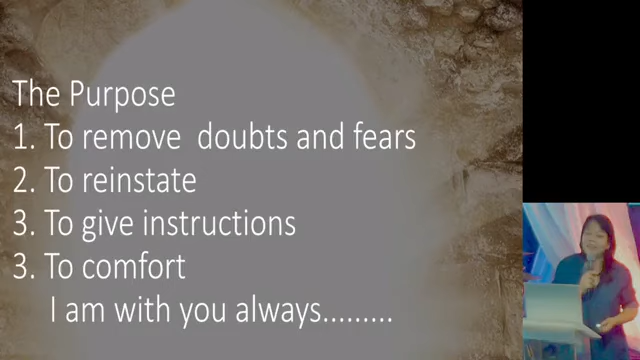 The Purpose
1. To remove  doubts and fears
2. To reinstate
3. To give instructions
3. To comfort
I am with you always.........